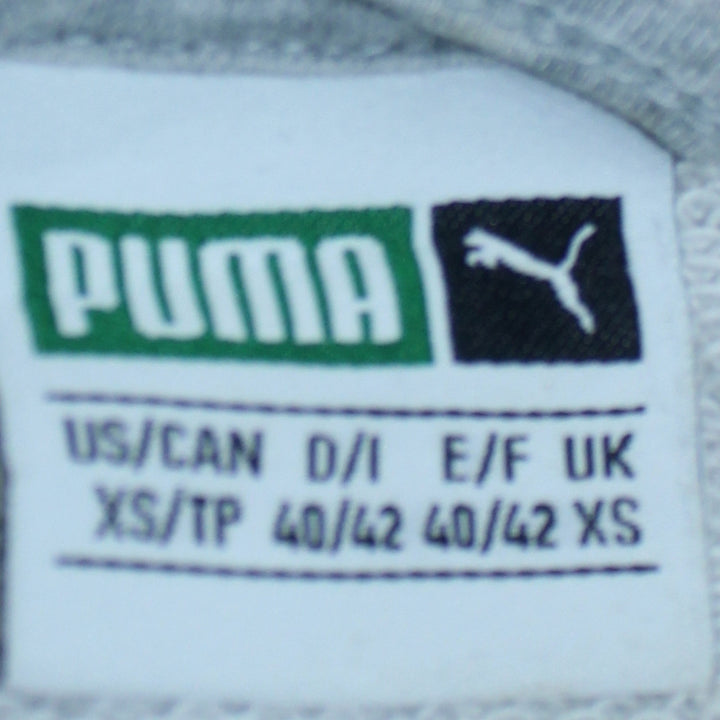 PUMA
US/CAN D/I E/F UK
XS/TP 40/42 40/42 XS